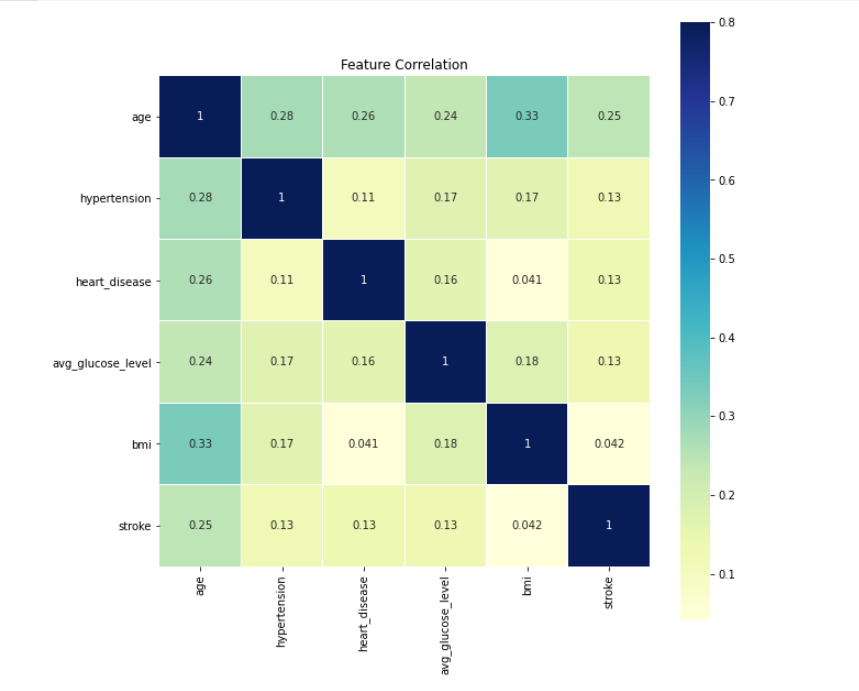 Feature Correlation
0.8
0.7
0.6
0.5
0.4
0.3
0.2
0.1
age 1 0.28 0.26 0.24 0.33 0.25
hypertension 0.28 1 0.11 0.17 0.17 0.13
heart_disease 0.26 0.11 1 0.16 0.041 0.13
avg_glucose_level 0.24 0.17 0.16 1 0.18 0.13
bmi 0.33 0.17 0.041 0.18 1 0.042
stroke 0.25 0.13 0.13 0.13 0.042 1
age hypertension heart_disease avg_glucose_level bmi stroke